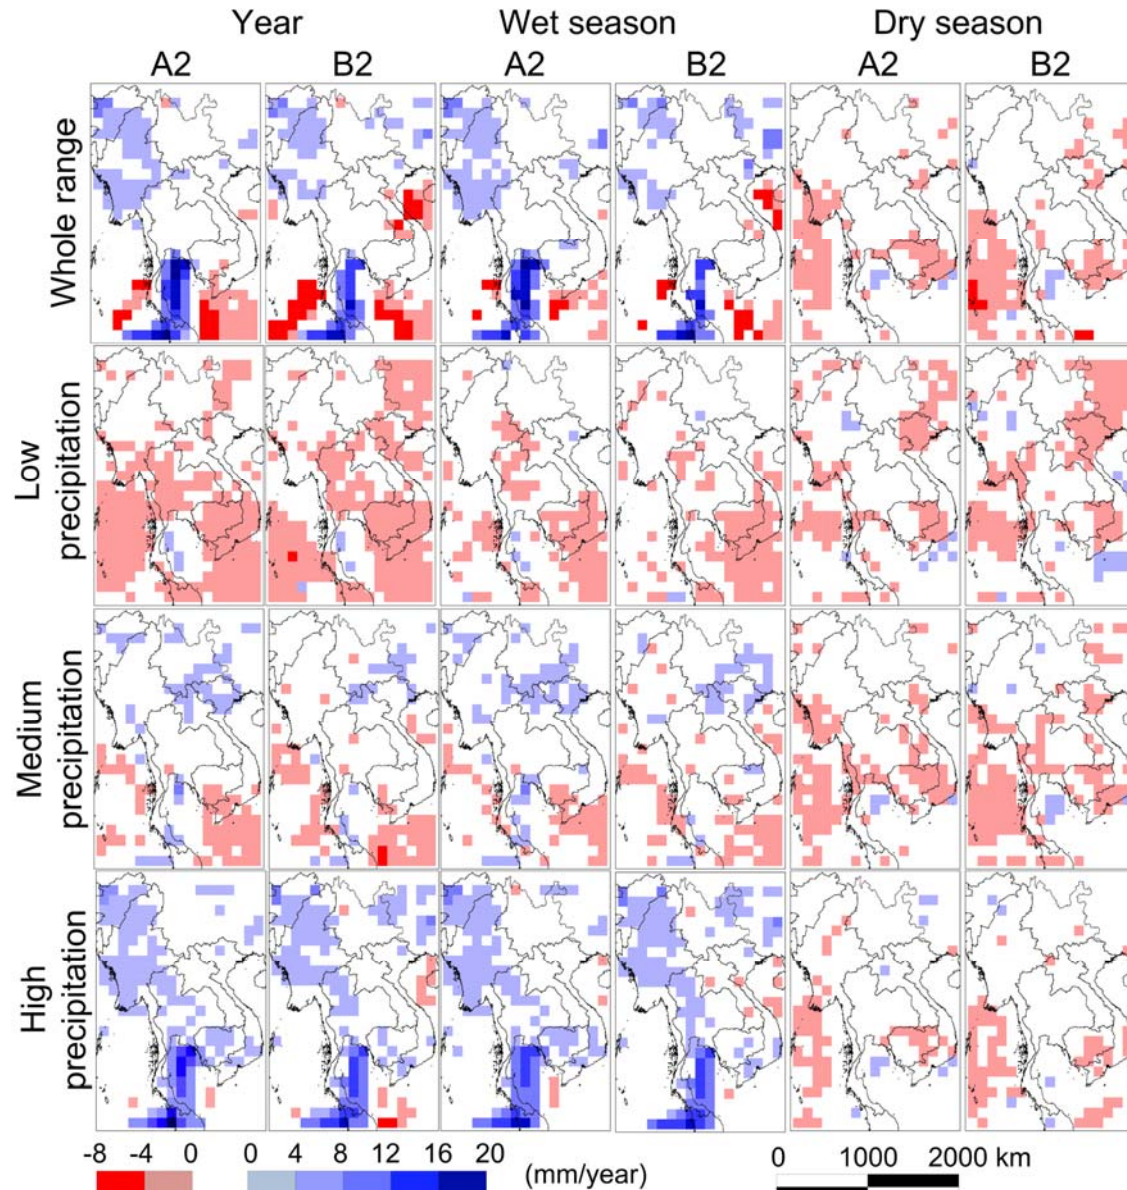 Year Wet season Dry season
A2 B2 A2 B2 A2 B2
Whole range
Low
precipitation
Medium
precipitation
High
precipitation
-8 -4 0 0 4 8 12 16 20 (mm/year) 0 1000 2000 km